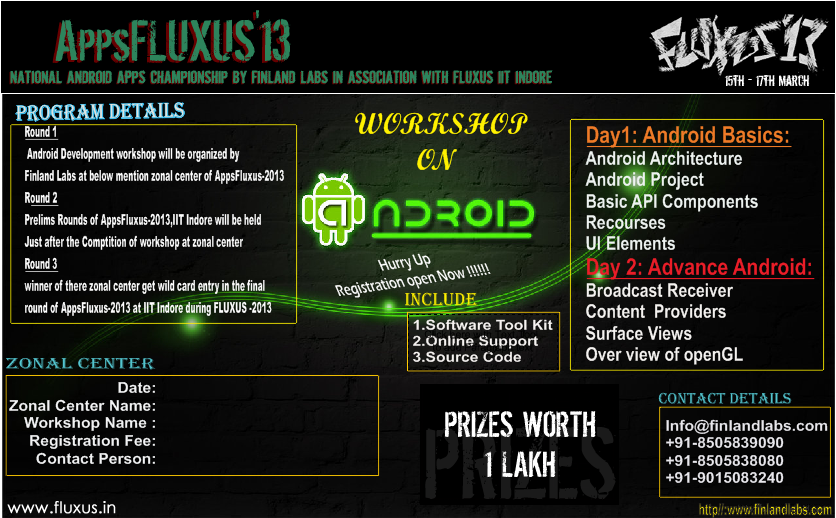 AppsFLUXUS'13
NATIONAL ANDROID APPS CHAMPIONSHIP BY FINLAND LABS IN ASSOCIATION WITH FLUXUS IIT INDORE
FLUXUS'13
15TH - 17TH MARCH
PROGRAM DETAILS
Round 1
Android Development workshop will be organized by
Finland Labs at below mention zonal center of AppsFluxus-2013
Round 2
Prelims Rounds of AppsFluxus-2013,IIT Indore will be held
Just after the Comptition of workshop at zonal center
Round 3
winner of there zonal center get wild card entry in the final
round of AppsFluxus-2013 at IIT Indore during FLUXUS -2013
WORKSHOP
ON
ANDROID
Hurry Up
Registration open Now !!!!!!
INCLUDE
1.Software Tool Kit
2.Online Support
3.Source Code
Day1: Android Basics:
Android Architecture
Android Project
Basic API Components
Recourses
UI Elements
Day 2: Advance Android:
Broadcast Receiver
Content Providers
Surface Views
Over view of openGL
ZONAL CENTER
Date:
Zonal Center Name:
Workshop Name :
Registration Fee:
Contact Person:
PRIZES WORTH
1 LAKH
PRIZES
CONTACT DETAILS
Info@finlandlabs.com
+91-8505839090
+91-8505838080
+91-9015083240
www.fluxus.in
http//:www.finlandlabs.com